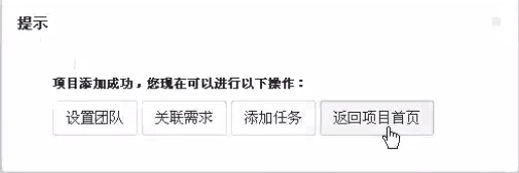 提示
项目添加成功，您现在可以进行以下操作：
设置团队 关联需求 添加任务 返回项目首页